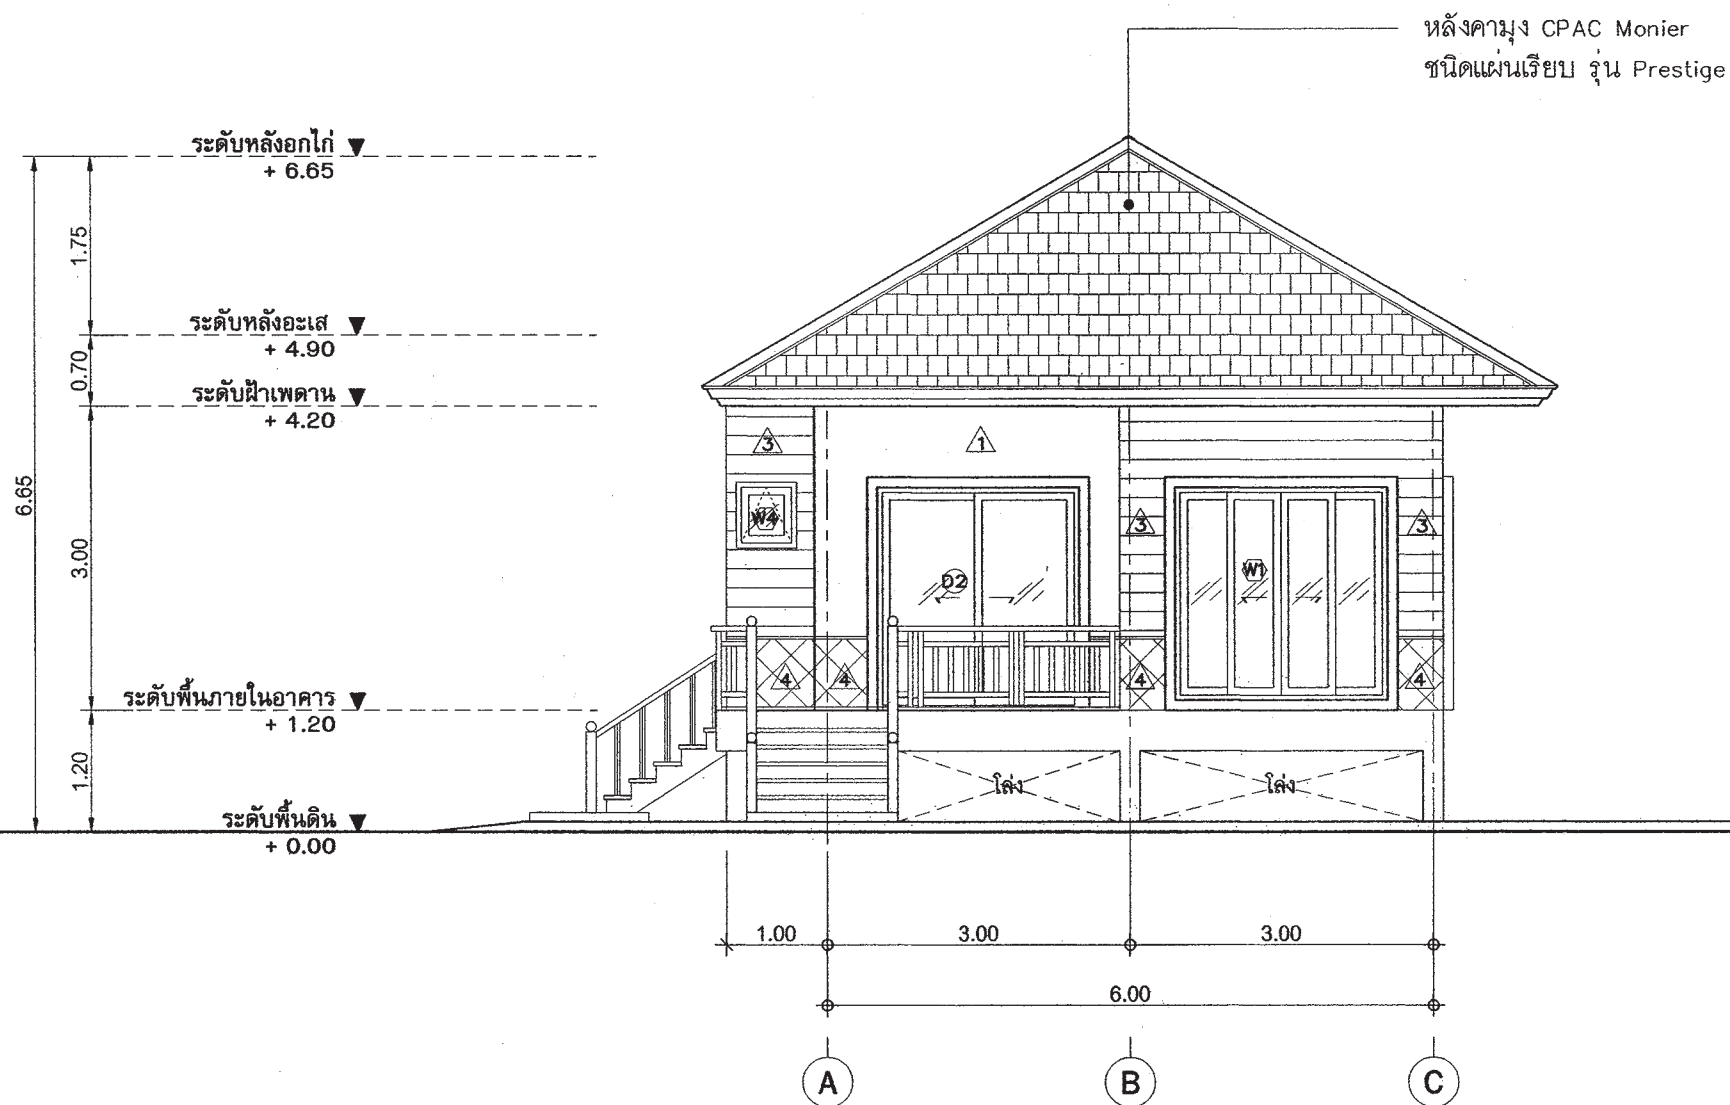 หลังคามุง CPAC Monier
ชนิดแผ่นเรียบ รุ่น Prestige
ระดับหลังอกไก่
+ 6.65
1.75
ระดับหลังอะเส
+ 4.90
0.70
ระดับฝ้าเพดาน
+ 4.20
6.65
3.00
ระดับพื้นภายในอาคาร
+ 1.20
1.20
ระดับพื้นดิน
+ 0.00
3
1
W4
3
3
D2
W1
4
4
4
4
โล่ง
โล่ง
1.00
3.00
3.00
6.00
A
B
C